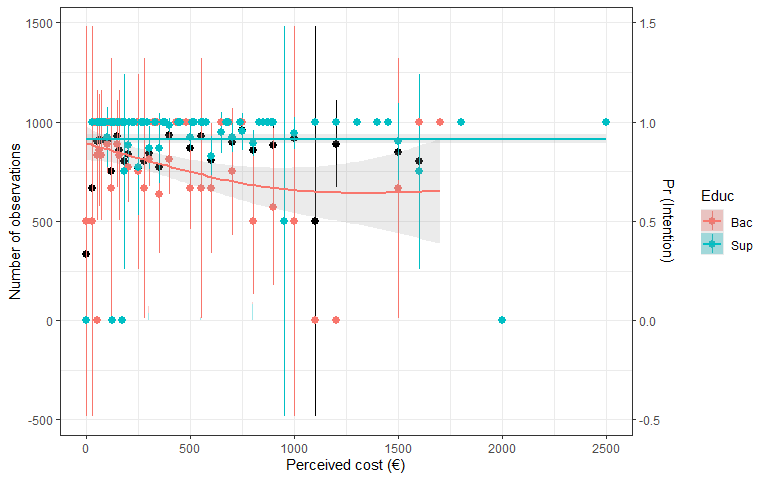 1500
1000
500
0
-500
Number of observations
0
500
1000
1500
2000
2500
Perceived cost (€)
1.5
1.0
0.5
0.0
-0.5
Pr (Intention)
Educ
Bac
Sup